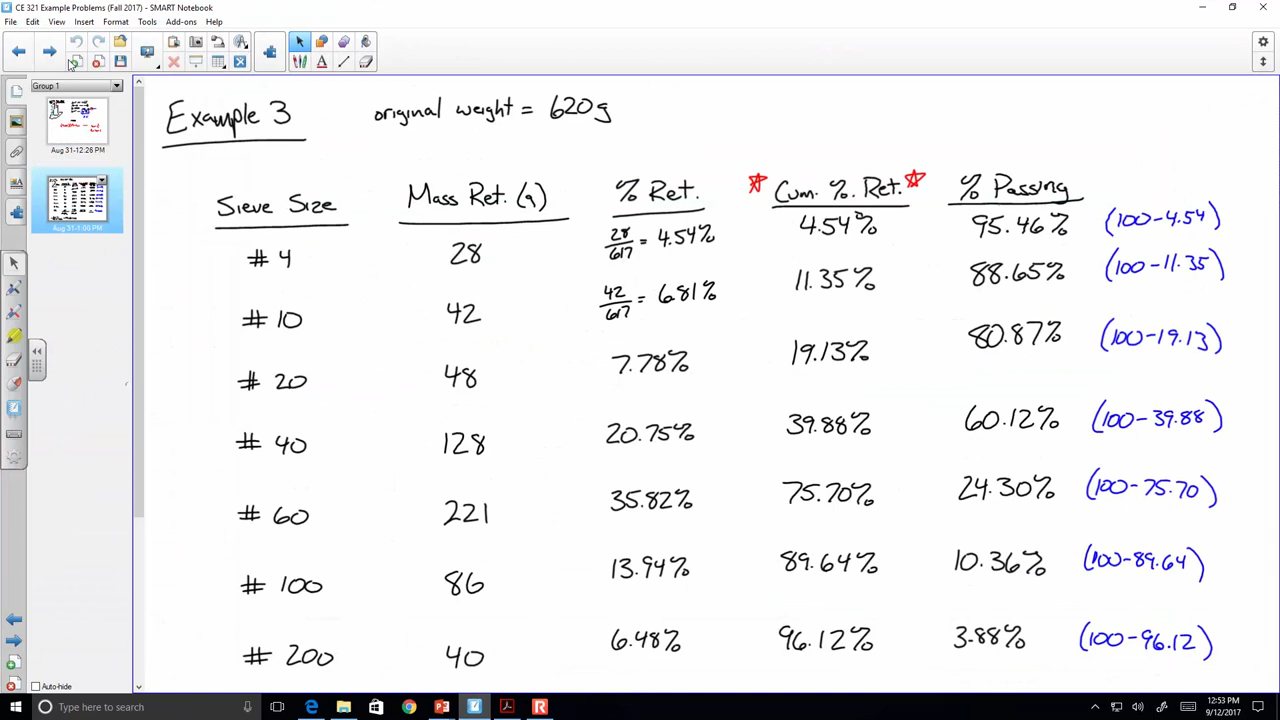 CE 321 Example Problems (Fall 2017) - SMART Notebook
File Edit View Insert Format Tools Add-ons Help
Group 1
Aug 31-12:26 PM
Aug 31-1:00 PM
Auto-hide
Example 3 original weight = 620g
Sieve Size Mass Ret. (g) % Ret. Cum. % Ret. % Passing
# 4 28 28/617 = 4.54% 4.54% 95.46% (100-4.54)
# 10 42 42/617 = 6.81% 11.35% 88.65% (100-11.35)
# 20 48 7.78% 19.13% 80.87% (100-19.13)
# 40 128 20.75% 39.88% 60.12% (100-39.88)
# 60 221 35.82% 75.70% 24.30% (100-75.70)
# 100 86 13.94% 89.64% 10.36% (100-89.64)
# 200 40 6.48% 96.12% 3.88% (100-96.12)
Type here to search
12:53 PM
9/12/2017